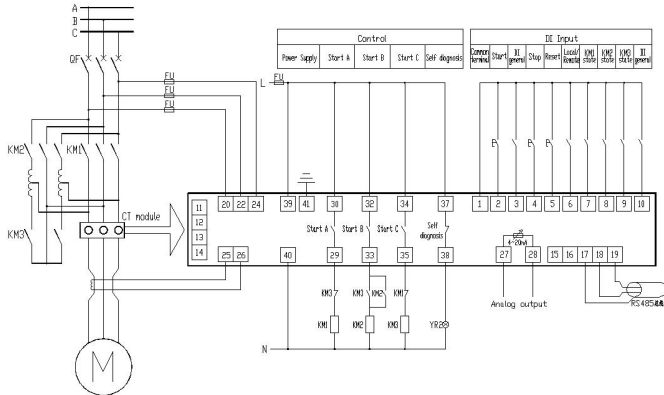 A
B
C
QF
FU
FU
FU
KM2
KM1
KM3
CT module
M
Control
Power Supply Start A Start B Start C Self diagnosis
L FU
DI Input
Common terminal Start DI general Stop Reset Local/Remote KM1 state KM2 state KM3 state DI general
11
12
13
14
20 22 24 39 41 30 32 34 37 1 2 3 4 5 6 7 8 9 10
Start A Start B Start C Self diagnosis
4-20mA
25 26 40 29 33 35 38 27 28 15 16 17 18 19
KM3 KM3 KM2 KM1
KM1 KM2 KM3 YR2
N
Analog output
RS485